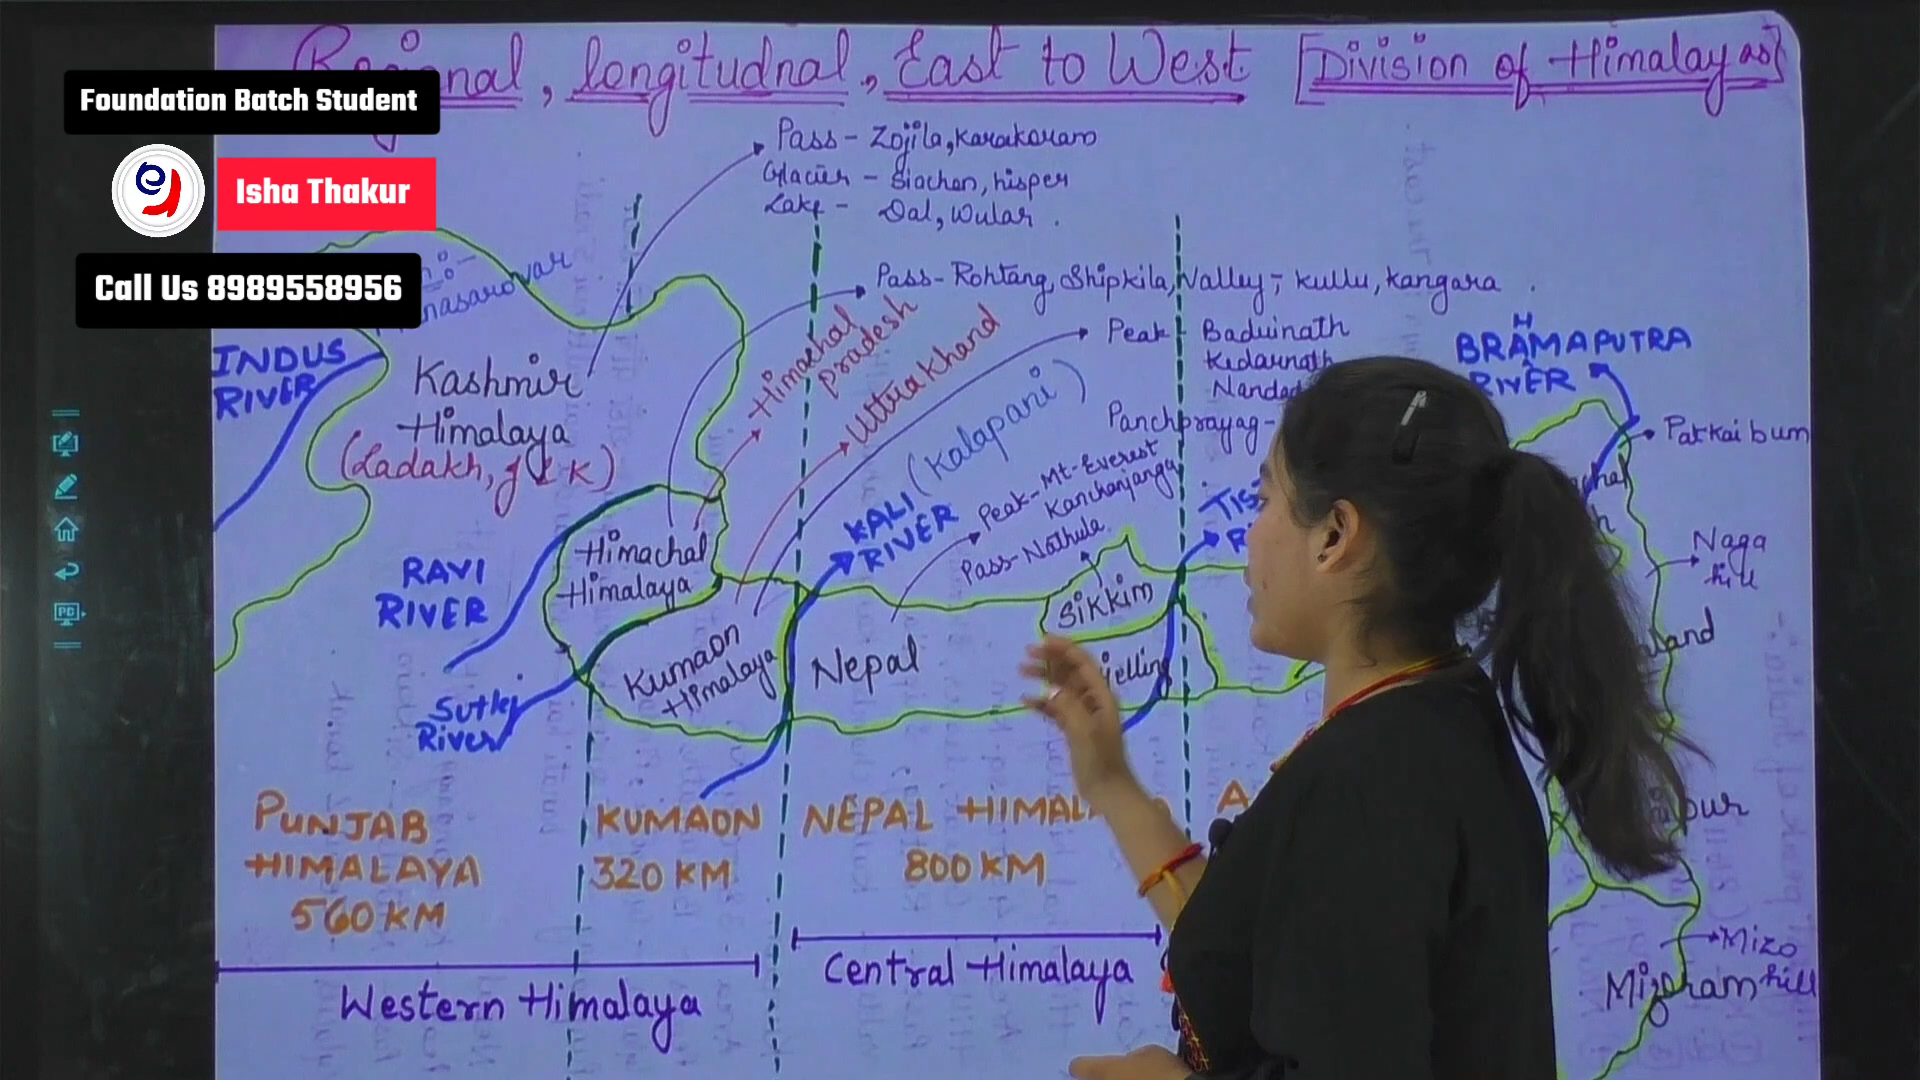 Regional, longitudnal, East to West [Division of Himalayas]
Foundation Batch Student
Isha Thakur
Call Us 8989558956
Pass - Zojila, Karakoram
Glacier - Siachen, hisper
Lake - Dal, Wular.
Pass - Rohtang, Shipkila, Valley - Kullu, Kangara.
Himachal
pradesh
Uttrakhand
Peak - Badrinath
Kedarnath
Panchprayag-
(Kalapani)
BRAHMAPUTRA
RIVER
Patkai bum
INDUS
RIVER
Kashmir
Himalaya
(Ladakh, J & K)
KALI
RIVER
Peak - Mt-Everest
Kanchanjanga
Pass-Nathula
Naga
hill
RAVI
RIVER
Himachal
Himalaya
Sikkim
Sutlej
River
Kumaon
Himalaya
Nepal
PUNJAB
HIMALAYA
560 KM
KUMAON
320 KM
NEPAL
800 KM
Western Himalaya
Central Himalaya
Mizo
hill
Mizoram